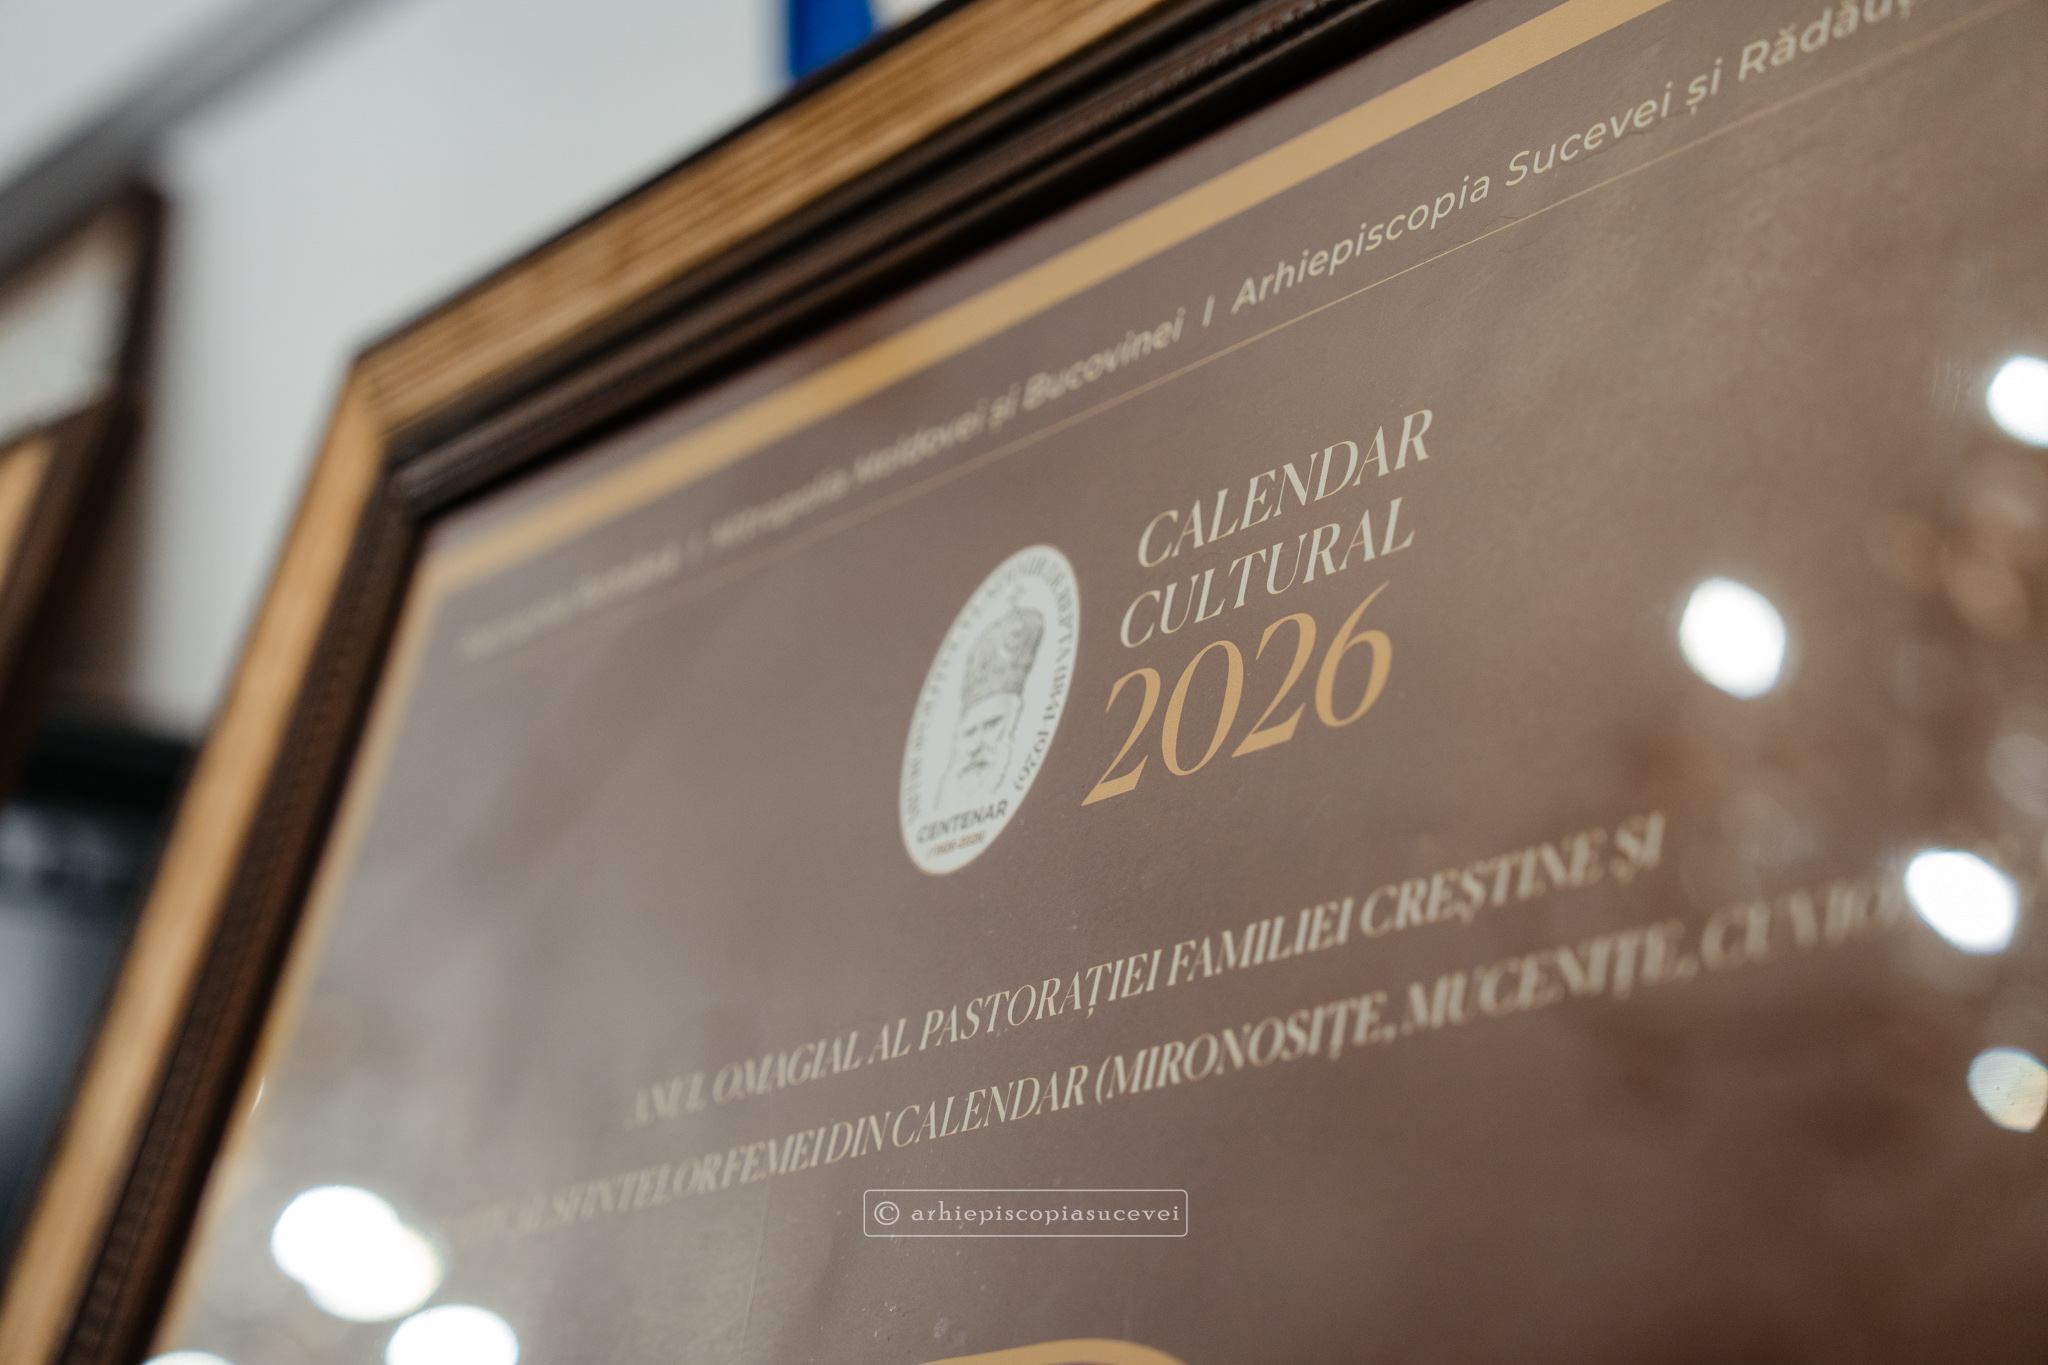 Mitropolia Moldovei și Bucovinei | Arhiepiscopia Sucevei și Rădăuț
CALENDAR
CULTURAL
2026
CENTENAR
ANUL OMAGIAL AL PASTORAȚIEI FAMILIEI CREȘTINE ȘI
SFINTELOR FEMEI DIN CALENDAR (MIRONOSIȚE, MUCENIȚE,
© arhiepiscopiasucevei